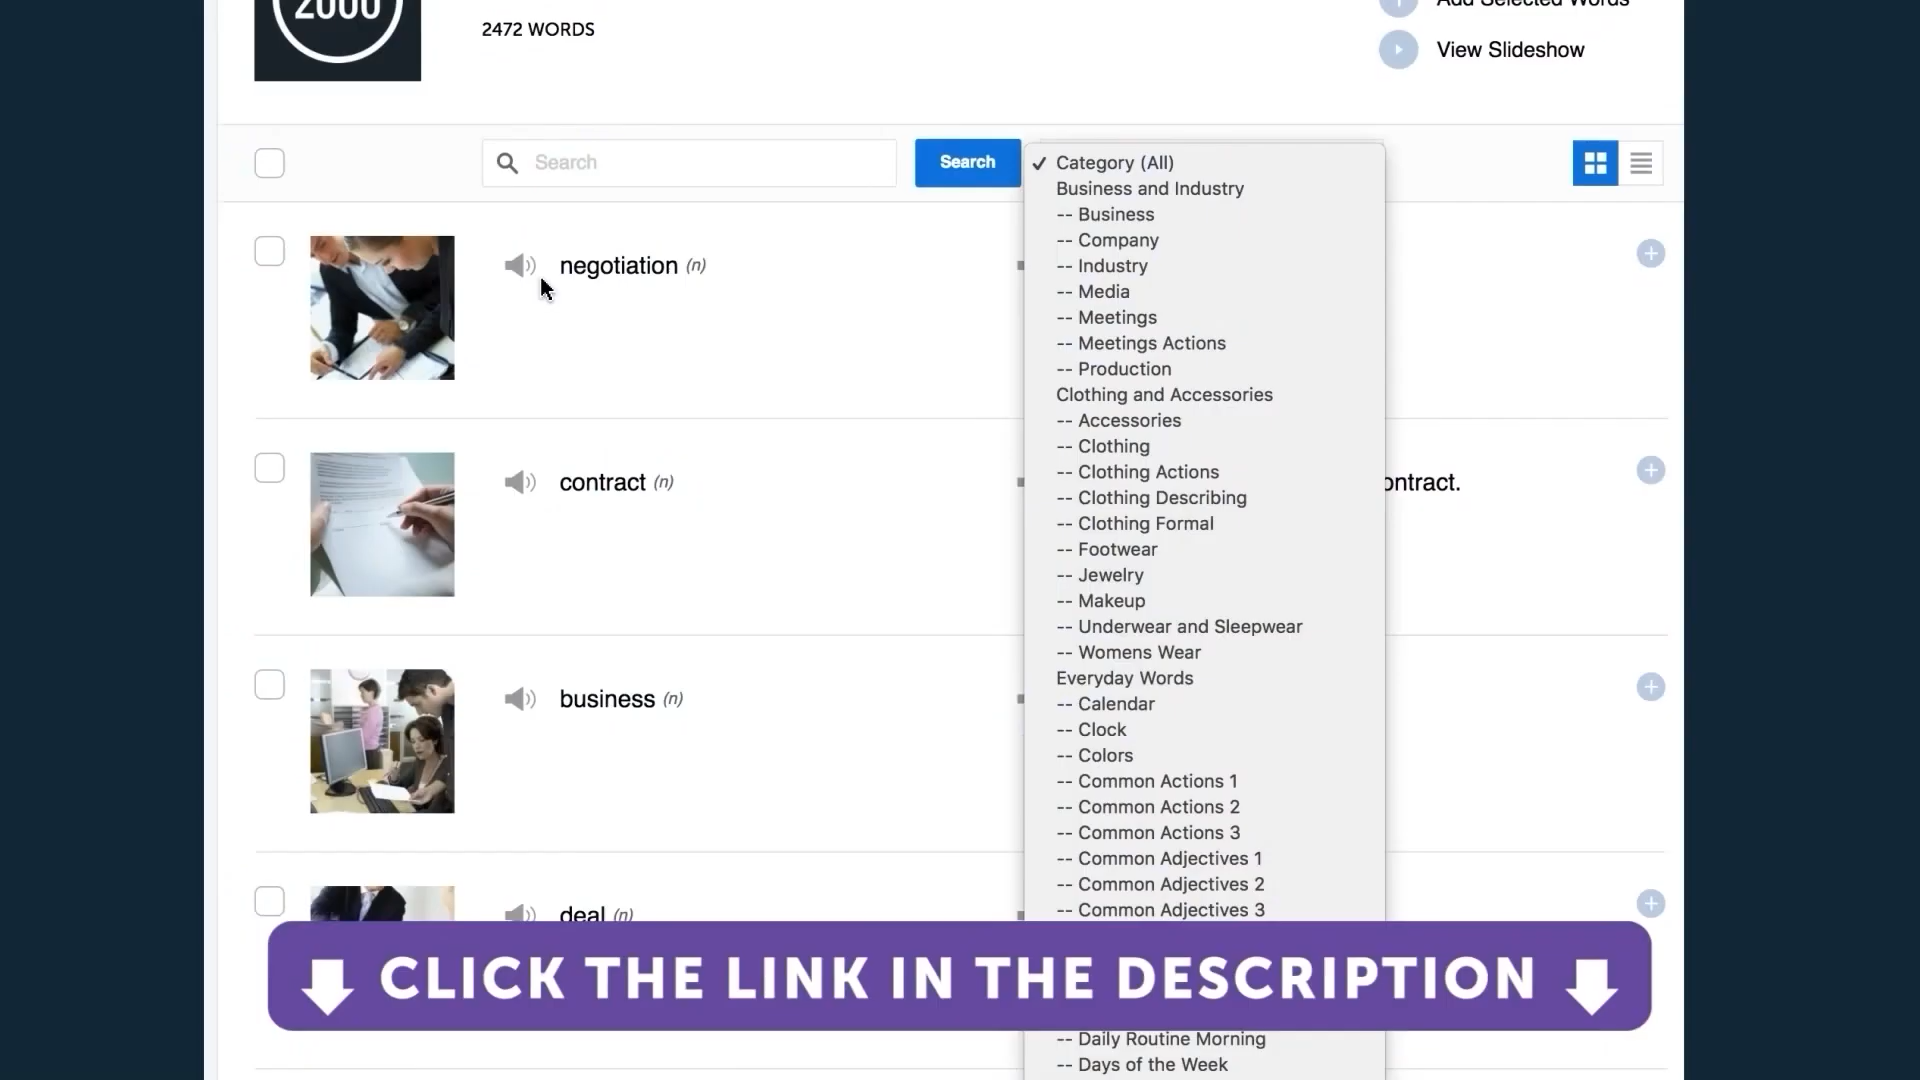 2000
2472 WORDS
Add Selected Words
View Slideshow
Search
Search
✓ Category (All)
Business and Industry
-- Business
-- Company
-- Industry
-- Media
-- Meetings
-- Meetings Actions
-- Production
Clothing and Accessories
-- Accessories
-- Clothing
-- Clothing Actions
-- Clothing Describing
-- Clothing Formal
-- Footwear
-- Jewelry
-- Makeup
-- Underwear and Sleepwear
-- Womens Wear
Everyday Words
-- Calendar
-- Clock
-- Colors
-- Common Actions 1
-- Common Actions 2
-- Common Actions 3
-- Common Adjectives 1
-- Common Adjectives 2
-- Common Adjectives 3
-- Daily Routine Morning
-- Days of the Week
negotiation (n)
contract (n)
ontract.
business (n)
deal (n)
CLICK THE LINK IN THE DESCRIPTION